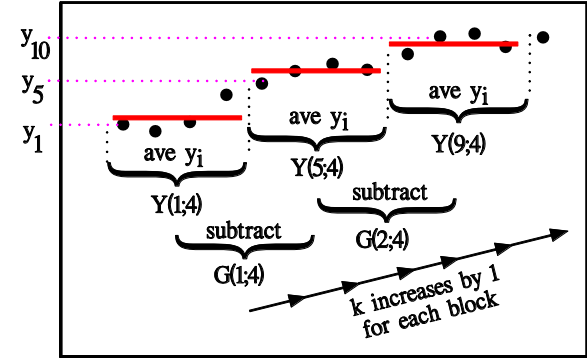 y10
y5
y1
ave yi
Y(9;4)
ave yi
Y(5;4)
ave yi
Y(1;4)
subtract
G(2;4)
subtract
G(1;4)
k increases by 1
for each block